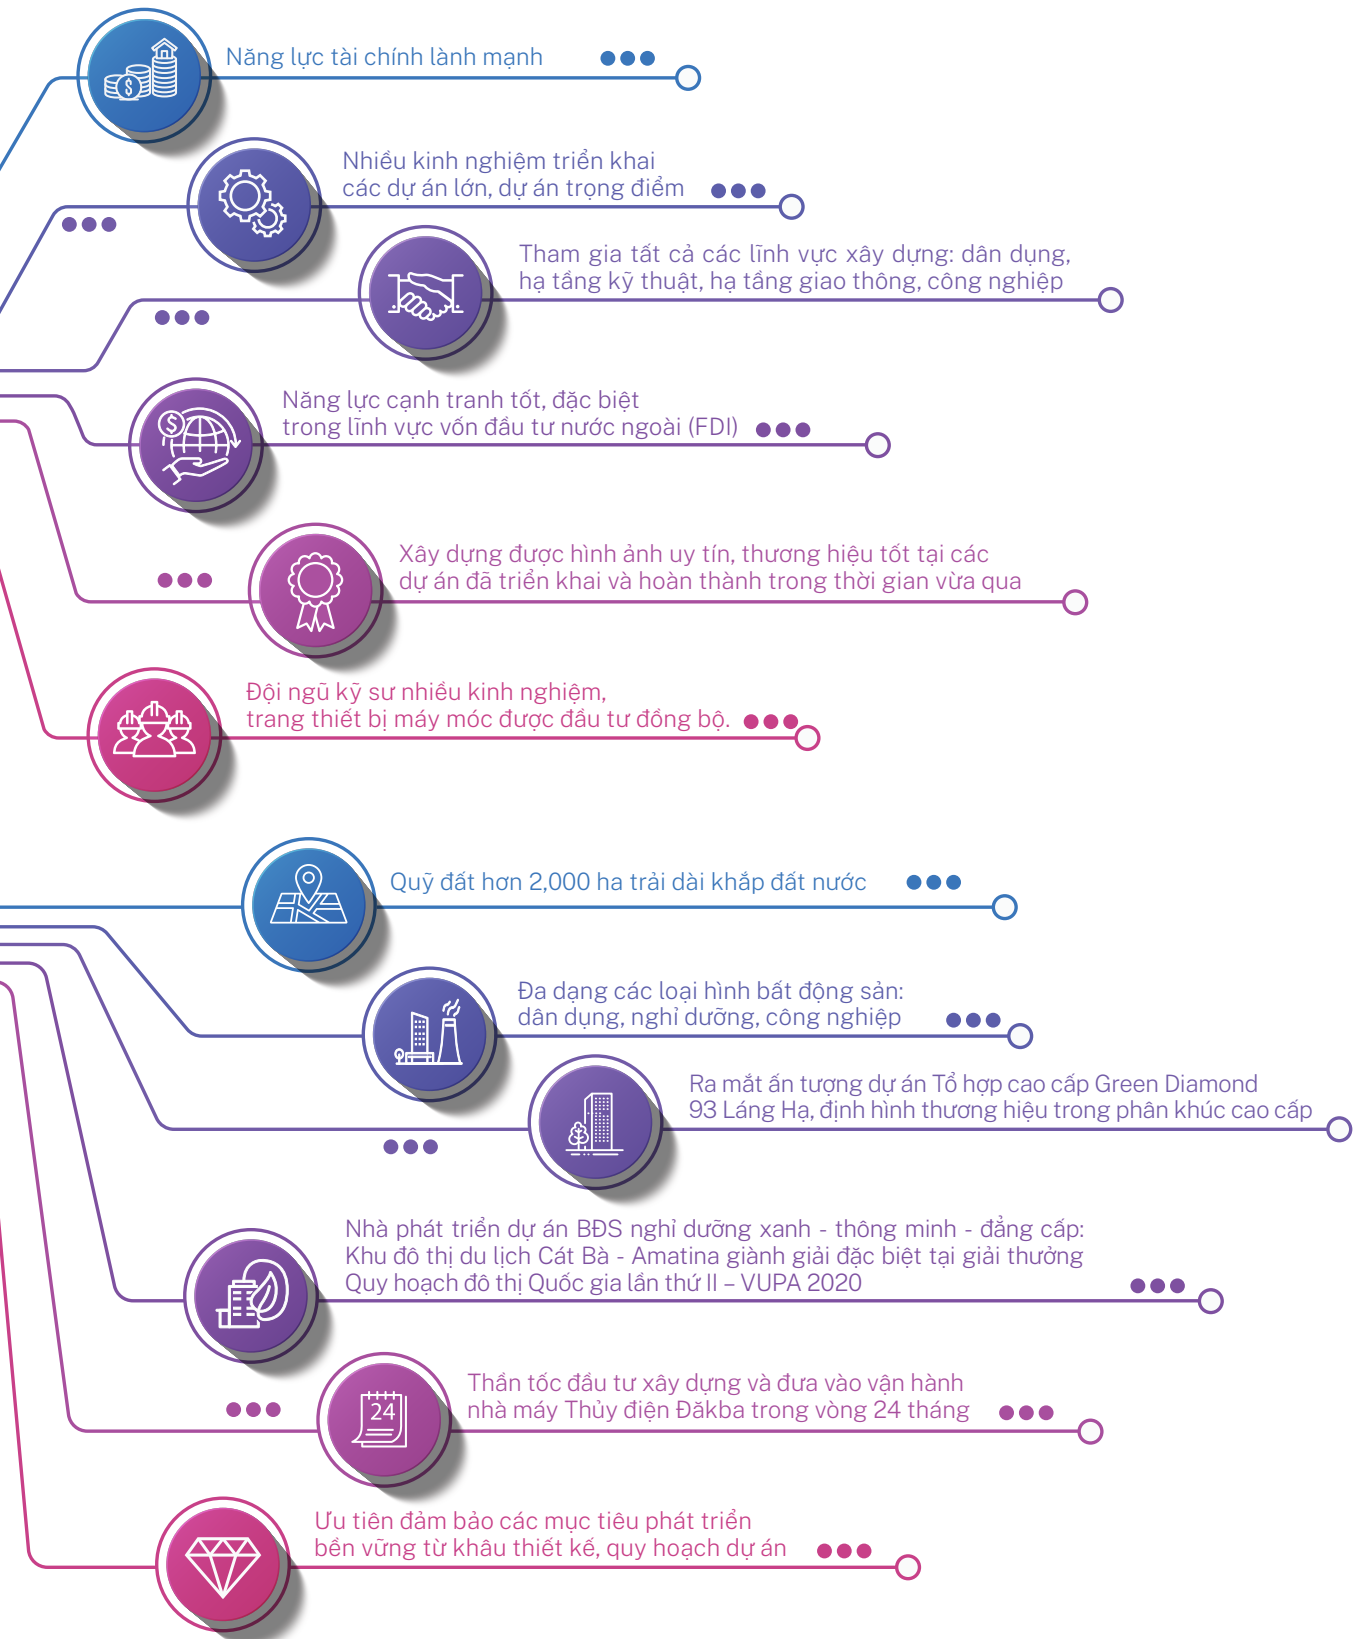 Năng lực tài chính lành mạnh
Nhiều kinh nghiệm triển khai
các dự án lớn, dự án trọng điểm
Tham gia tất cả các lĩnh vực xây dựng: dân dụng,
hạ tầng kỹ thuật, hạ tầng giao thông, công nghiệp
Năng lực cạnh tranh tốt, đặc biệt
trong lĩnh vực vốn đầu tư nước ngoài (FDI)
Xây dựng được hình ảnh uy tín, thương hiệu tốt tại các
dự án đã triển khai và hoàn thành trong thời gian vừa qua
Đội ngũ kỹ sư nhiều kinh nghiệm,
trang thiết bị máy móc được đầu tư đồng bộ.
Quỹ đất hơn 2,000 ha trải dài khắp đất nước
Đa dạng các loại hình bất động sản:
dân dụng, nghỉ dưỡng, công nghiệp
Ra mắt ấn tượng dự án Tổ hợp cao cấp Green Diamond
93 Láng Hạ, định hình thương hiệu trong phân khúc cao cấp
Nhà phát triển dự án BĐS nghỉ dưỡng xanh - thông minh - đẳng cấp:
Khu đô thị du lịch Cát Bà - Amatina giành giải đặc biệt tại giải thưởng
Quy hoạch đô thị Quốc gia lần thứ II – VUPA 2020
Thần tốc đầu tư xây dựng và đưa vào vận hành
nhà máy Thủy điện Đăkba trong vòng 24 tháng
24
Ưu tiên đảm bảo các mục tiêu phát triển
bền vững từ khâu thiết kế, quy hoạch dự án